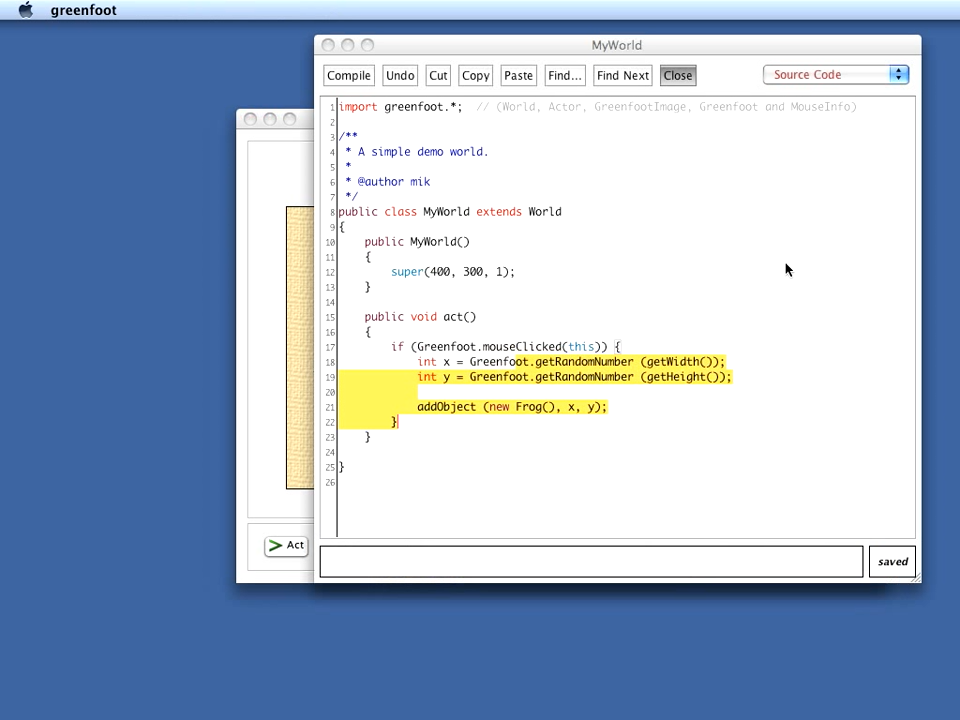 greenfoot
MyWorld
Compile Undo Cut Copy Paste Find... Find Next Close Source Code
1 import greenfoot.*;  // (World, Actor, GreenfootImage, Greenfoot and MouseInfo)
2
3 /**
4  * A simple demo world.
5  *
6  * @author mik
7  */
8 public class MyWorld extends World
9 {
10     public MyWorld()
11     {
12         super(400, 300, 1);
13     }
14
15     public void act()
16     {
17         if (Greenfoot.mouseClicked(this)) {
18             int x = Greenfoot.getRandomNumber (getWidth());
19             int y = Greenfoot.getRandomNumber (getHeight());
20
21             addObject (new Frog(), x, y);
22         }
23     }
24
25 }
26
Act
saved